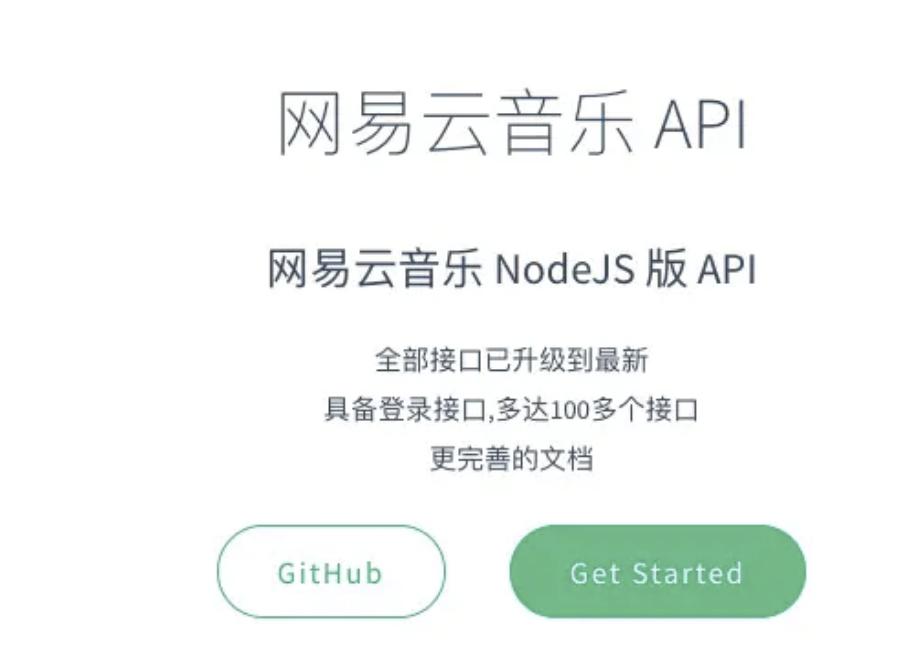 网易云音乐 API
网易云音乐 NodeJS 版 API
全部接口已升级到最新
具备登录接口,多达100多个接口
更完善的文档
GitHub
Get Started